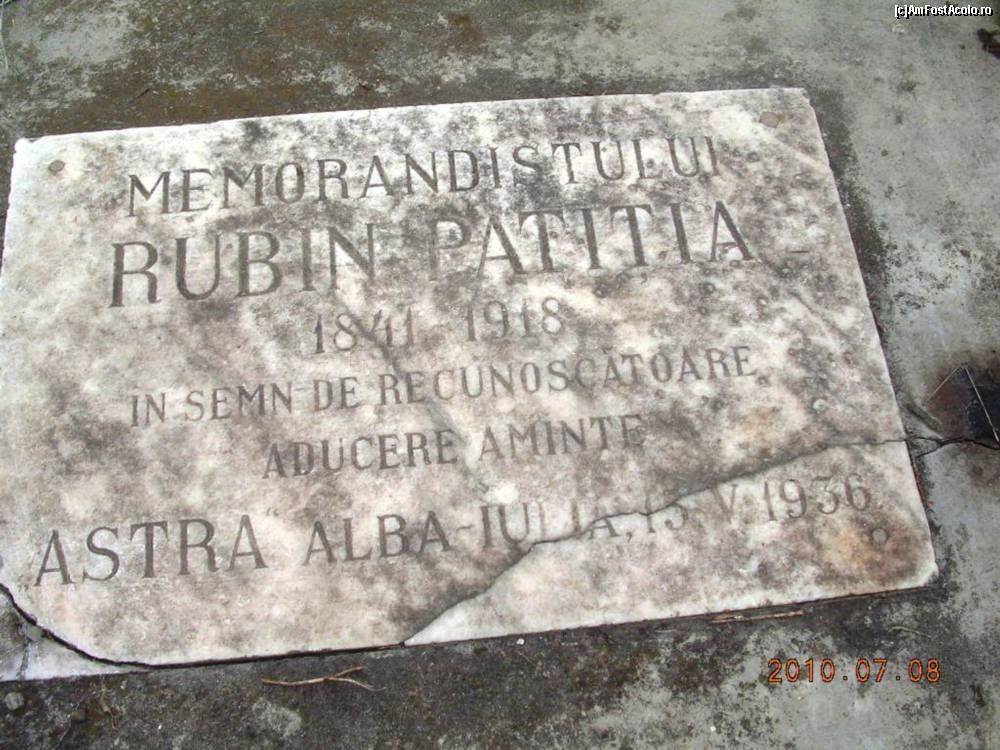 [c]AmFostAcolo.ro
MEMORANDISTULUI
RUBIN PATITIA
1841 1918
IN SEMN DE RECUNOSCĂTOARE
ADUCERE AMINTE
ASTRA ALBA-IULIA, 15 V 1936
2010.07.08